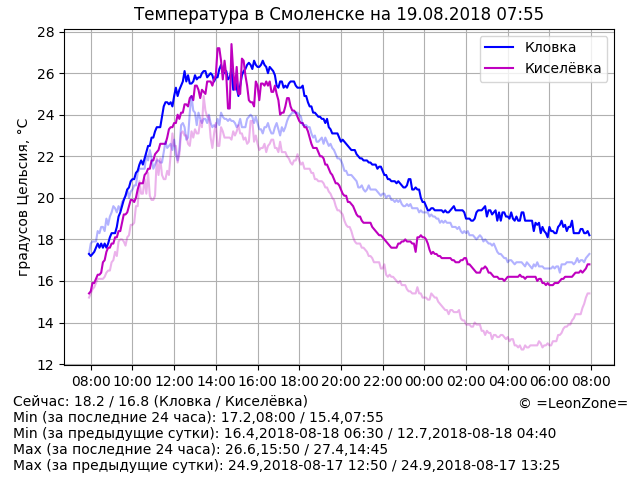 Температура в Смоленске на 19.08.2018 07:55
Кловка
Киселёвка
градусов Цельсия, °C
28
26
24
22
20
18
16
14
12
08:00 10:00 12:00 14:00 16:00 18:00 20:00 22:00 00:00 02:00 04:00 06:00 08:00
Сейчас: 18.2 / 16.8 (Кловка / Киселёвка)
© =LeonZone=
Min (за последние 24 часа): 17.2,08:00 / 15.4,07:55
Min (за предыдущие сутки): 16.4,2018-08-18 06:30 / 12.7,2018-08-18 04:40
Max (за последние 24 часа): 26.6,15:50 / 27.4,14:45
Max (за предыдущие сутки): 24.9,2018-08-17 12:50 / 24.9,2018-08-17 13:25